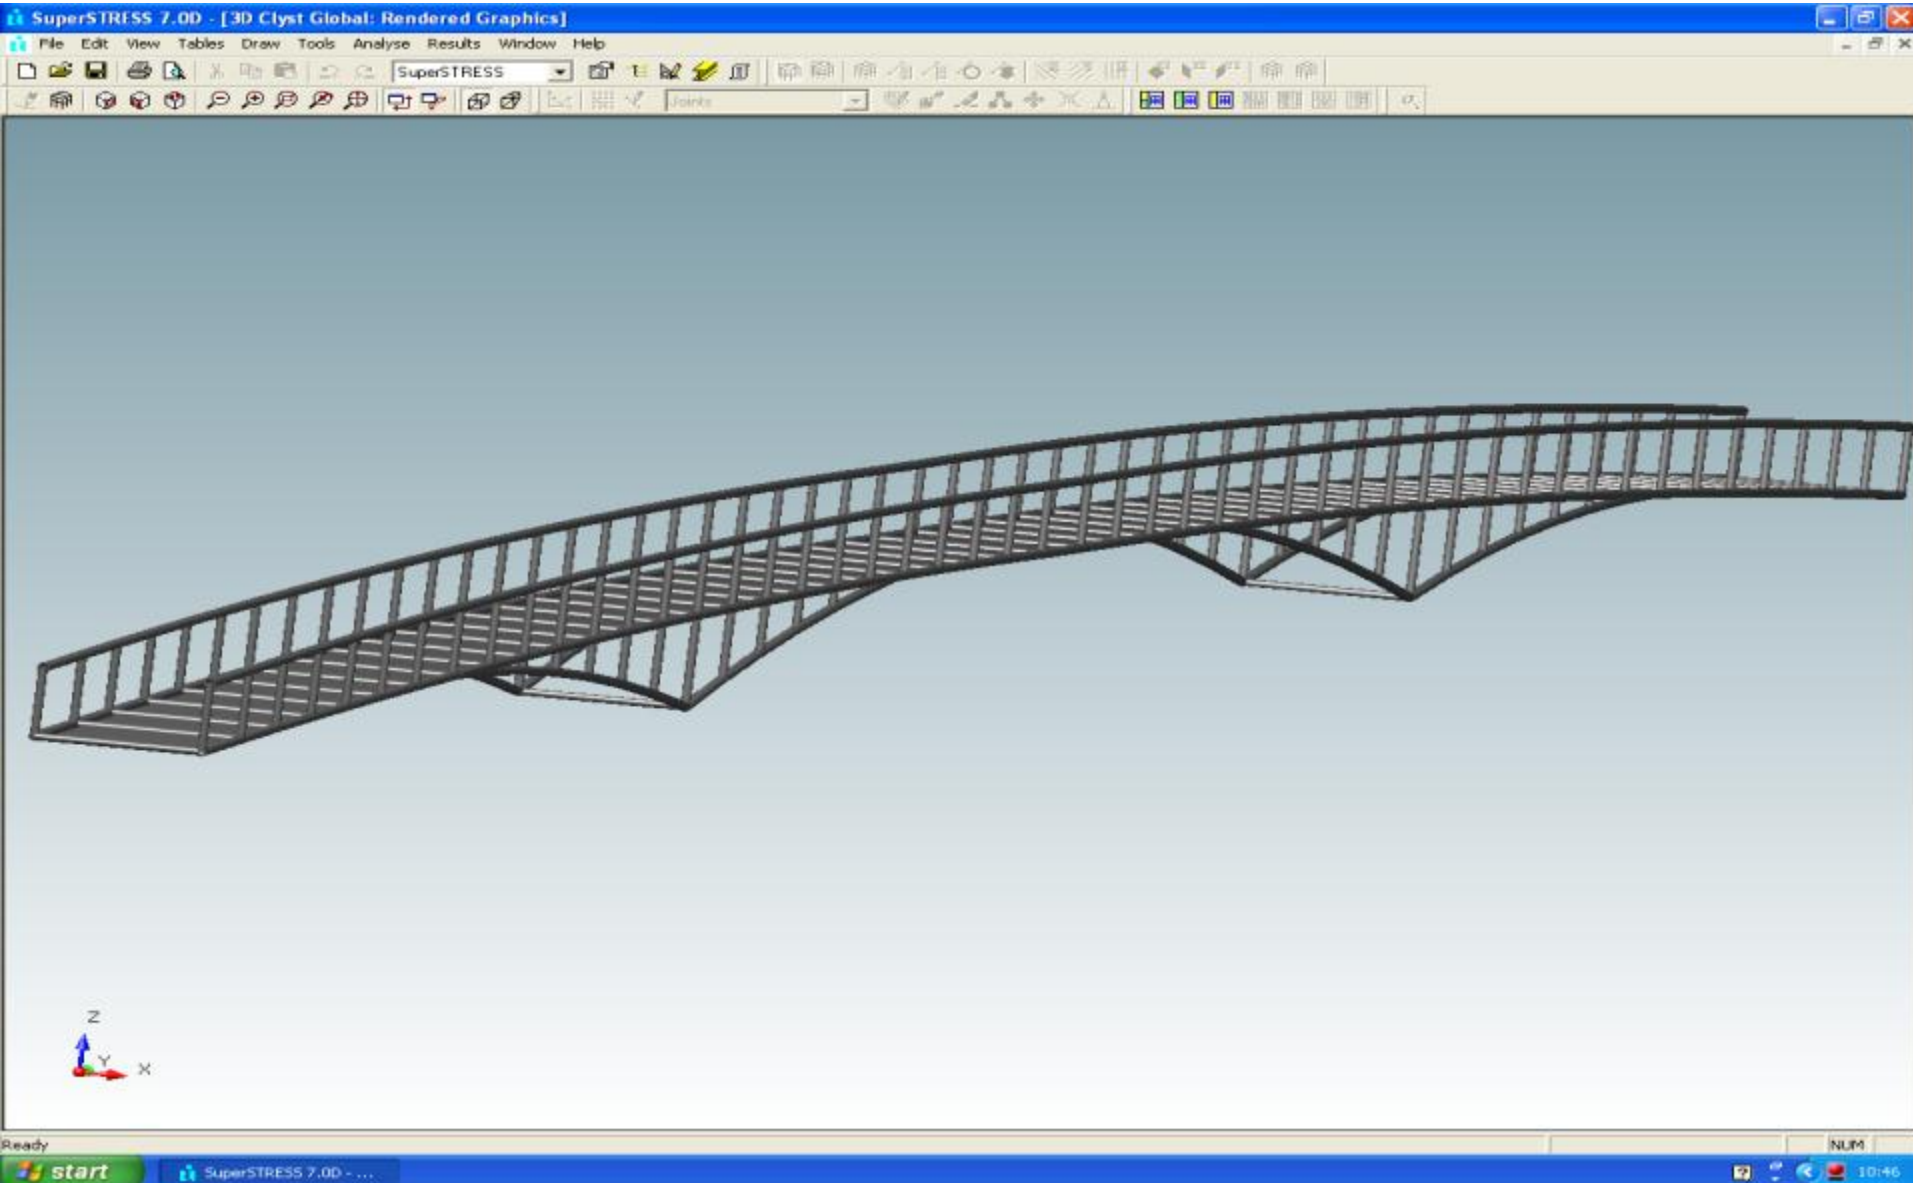 SuperSTRESS 7.0D - [3D Clyst Global: Rendered Graphics]
File Edit View Tables Draw Tools Analyse Results Window Help
SuperSTRESS
Joints
Z
Y
X
Ready
NUM
start SuperSTRESS 7.0D - ... 10:46